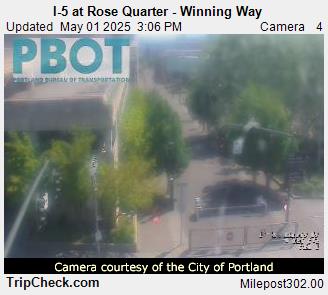 I-5 at Rose Quarter - Winning Way
Updated May 01 2025 3:06 PM Camera 4
PBOT
PORTLAND BUREAU OF TRANSPORTATION
Camera courtesy of the City of Portland
TripCheck.com Milepost302.00